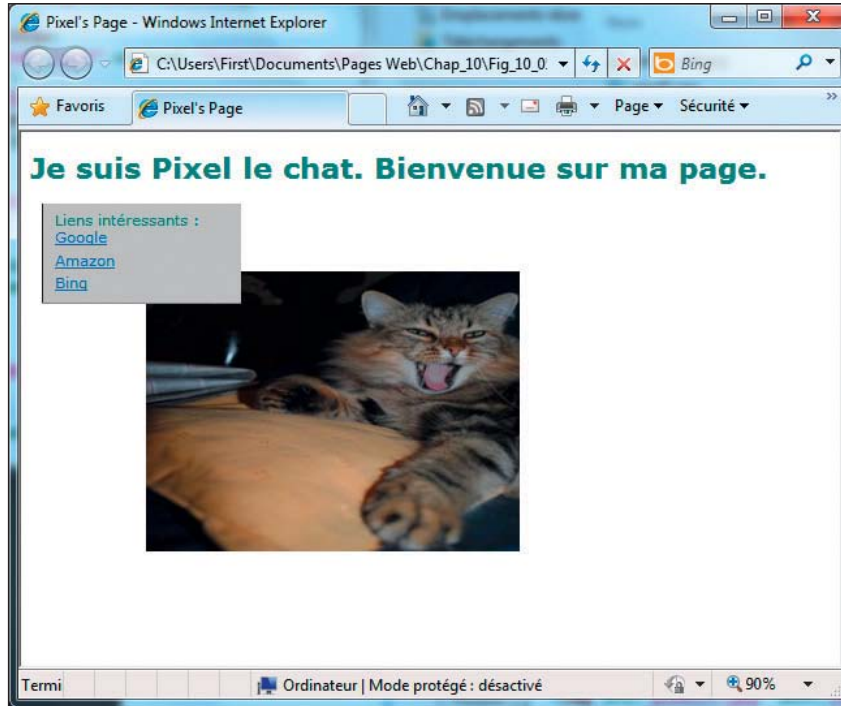 Pixel's Page - Windows Internet Explorer
C:\Users\First\Documents\Pages Web\Chap_10\Fig_10_0
Bing
Favoris
Pixel's Page
Page
Sécurité
Je suis Pixel le chat. Bienvenue sur ma page.
Liens intéressants :
Google
Amazon
Bing
Termi
Ordinateur | Mode protégé : désactivé
90%